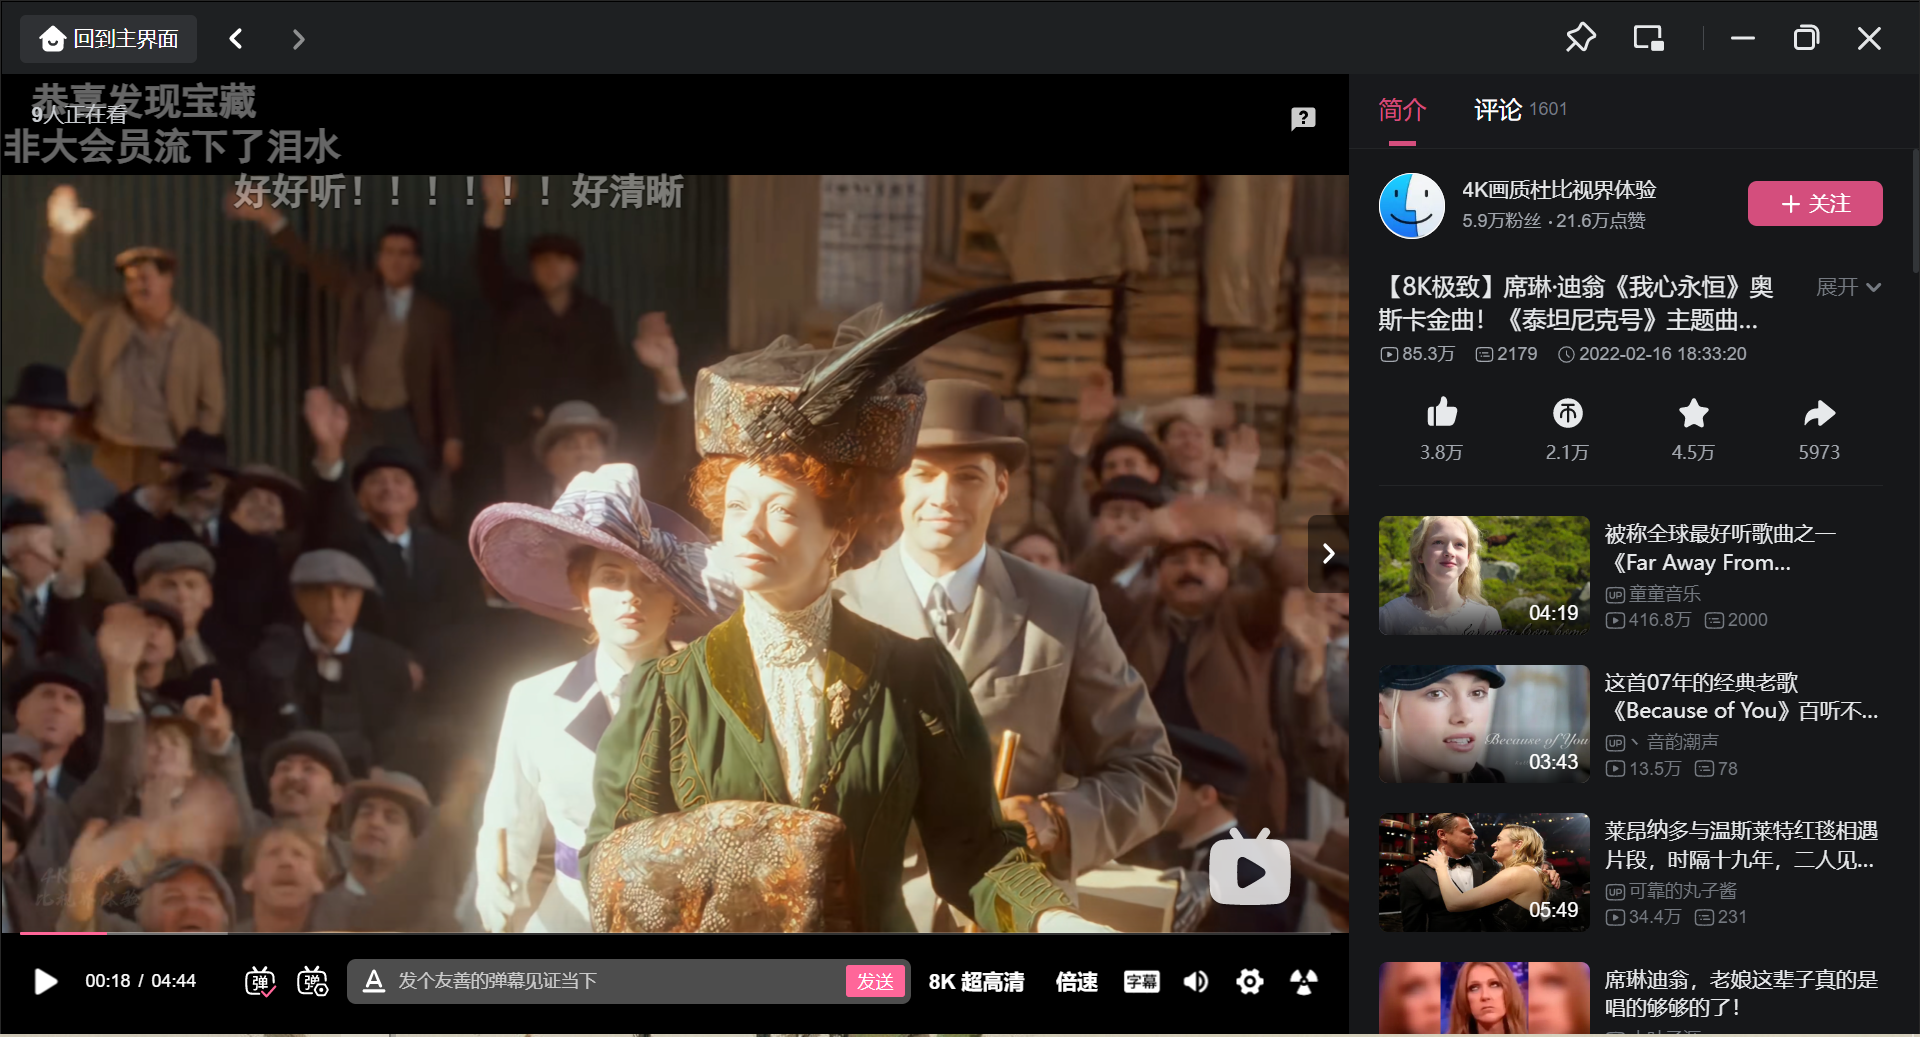 回到主界面
恭喜发现宝藏
9人正在看
非大会员流下了泪水
好好听！！！！！！好清晰
简介
评论 1601
4K画质杜比视界体验
5.9万粉丝 · 21.6万点赞
关注
【8K极致】席琳·迪翁《我心永恒》奥
斯卡金曲！《泰坦尼克号》主题曲...
展开
85.3万 2179 2022-02-16 18:33:20
3.8万 2.1万 4.5万 5973
04:19
被称全球最好听歌曲之一
《Far Away From...
UP 童童音乐
416.8万 2000
Because of You
03:43
这首07年的经典老歌
《Because of You》百听不...
UP 丶音韵潮声
13.5万 78
05:49
莱昂纳多与温斯莱特红毯相遇
片段，时隔十九年，二人见...
UP 可靠的丸子酱
34.4万 231
席琳迪翁，老娘这辈子真的是
唱的够够的了！
00:18 / 04:44
弹 弹
A 发个友善的弹幕见证当下 发送
8K 超高清 倍速 字幕